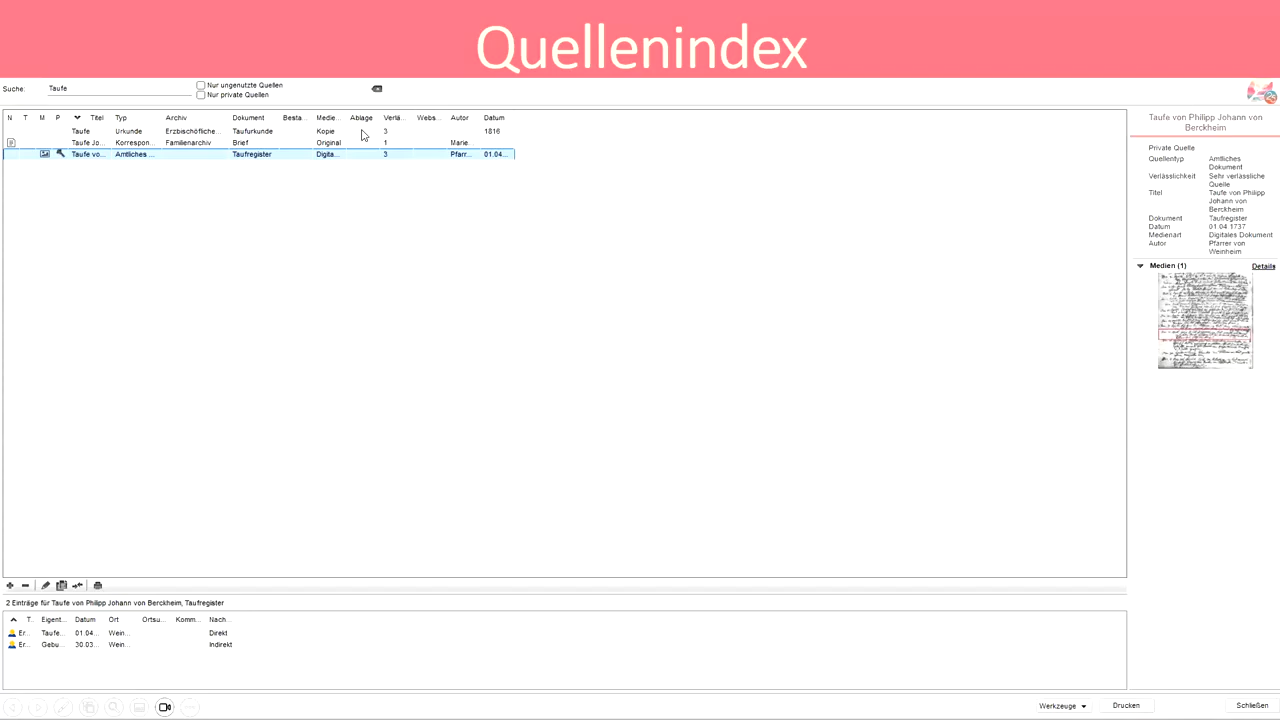 Quellenindex
Suche: Taufe
Nur ungenutzte Quellen
Nur private Quellen
N T M P Titel Typ Archiv Dokument Besta... Medie... Ablage Verlä... Webs... Autor Datum
Taufe Urkunde Erzbischöfliche... Taufurkunde Kopie 3 1816
Taufe Jo... Korrespon... Familienarchiv Brief Original 1 Marie
Taufe vo... Amtliches ... Taufregister Digita... 3 Pfarr... 01.04...
Taufe von Philipp Johann von
Berckheim
Private Quelle
Quellentyp Amtliches
Dokument
Verlässlichkeit Sehr verlässliche
Quelle
Titel Taufe von Philipp
Johann von
Berckheim
Dokument Taufregister
Datum 01.04.1737
Medienart Digitales Dokument
Autor Pfarrer von
Weinheim
Medien (1) Details
2 Einträge für Taufe von Philipp Johann von Berckheim, Taufregister
T. Eigent... Datum Ort Ortsu... Komm... Nach...
Er... Taufe... 01.04... Wein... Direkt
Er... Gebu... 30.03... Wein... Indirekt
Werkzeuge Drucken Schließen